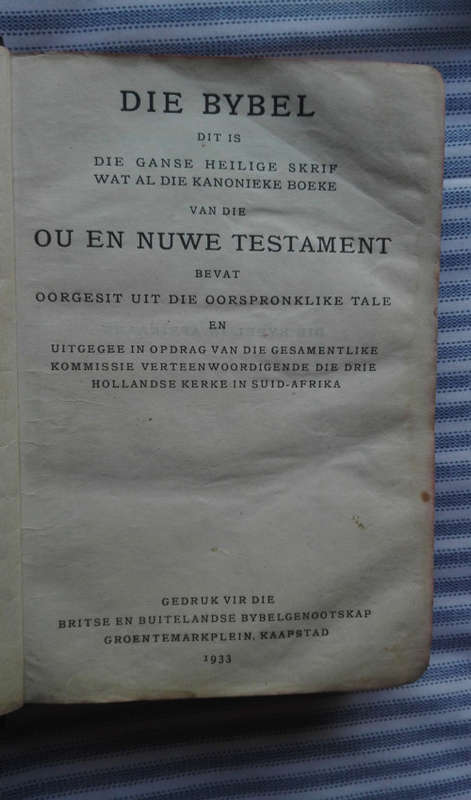 DIE BYBEL
DIT IS
DIE GANSE HEILIGE SKRIF
WAT AL DIE KANONIEKE BOEKE
VAN DIE
OU EN NUWE TESTAMENT
BEVAT
OORGESIT UIT DIE OORSPRONKLIKE TALE
EN
UITGEGEE IN OPDRAG VAN DIE GESAMENTLIKE
KOMMISSIE VERTEENWOORDIGENDE DIE DRIE
HOLLANDSE KERKE IN SUID-AFRIKA
GEDRUK VIR DIE
BRITSE EN BUITELANDSE BYBELGENOOTSKAP
GROENTEMARKPLEIN, KAAPSTAD
1933